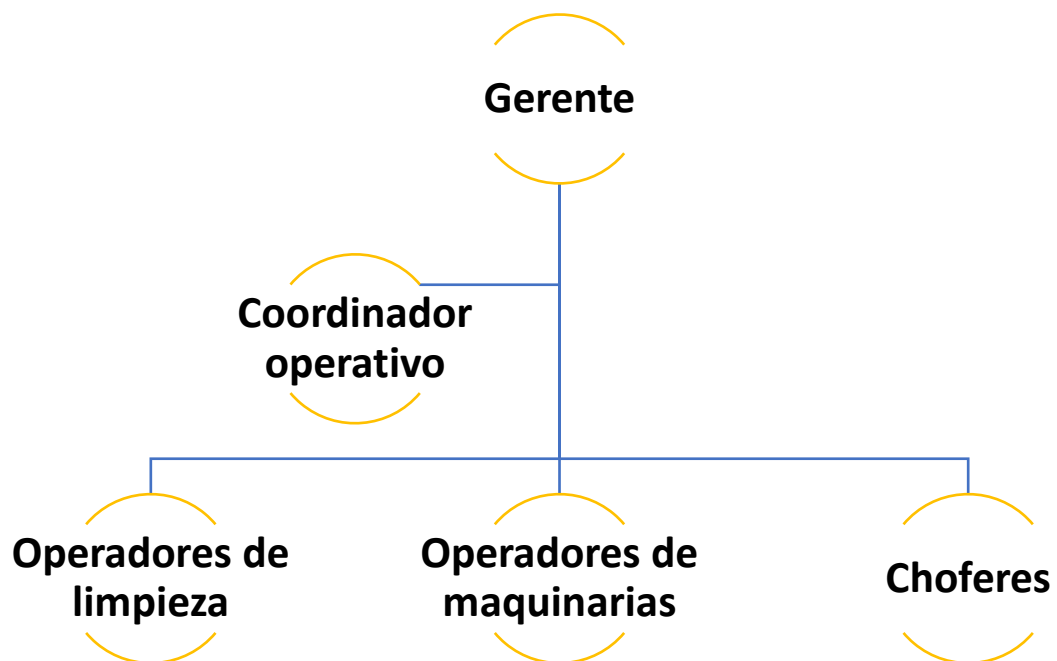 Gerente
Coordinador
operativo
Operadores de
limpieza
Operadores de
maquinarias
Choferes